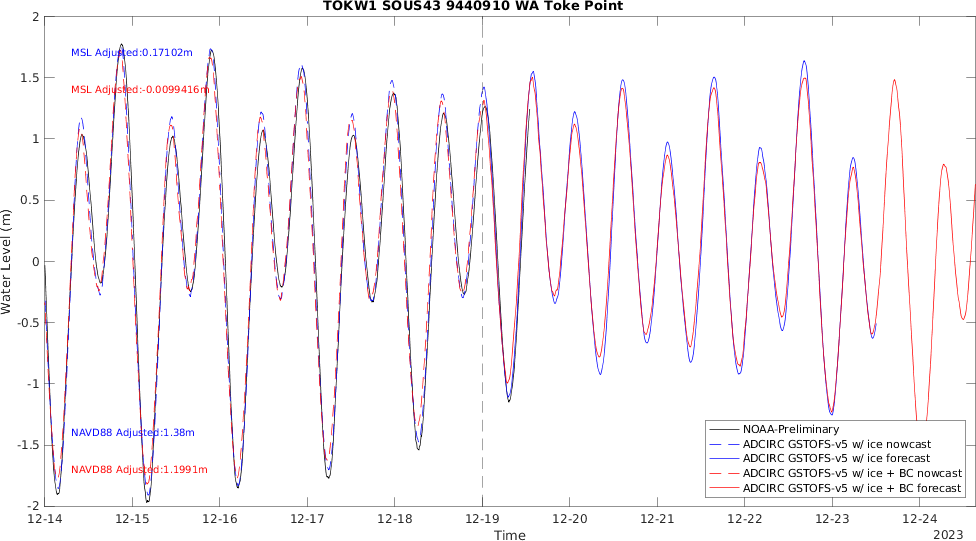 TOKW1 SOUS43 9440910 WA Toke Point
2
1.5
1
0.5
0
-0.5
-1
-1.5
-2
Water Level (m)
MSL Adjusted:0.17102m
MSL Adjusted:-0.0099416m
NAVD88 Adjusted:1.38m
NAVD88 Adjusted:1.1991m
NOAA-Preliminary
ADCIRC GSTOFS-v5 w/ ice nowcast
ADCIRC GSTOFS-v5 w/ ice forecast
ADCIRC GSTOFS-v5 w/ ice + BC nowcast
ADCIRC GSTOFS-v5 w/ ice + BC forecast
12-14 12-15 12-16 12-17 12-18 12-19 12-20 12-21 12-22 12-23 12-24
Time
2023